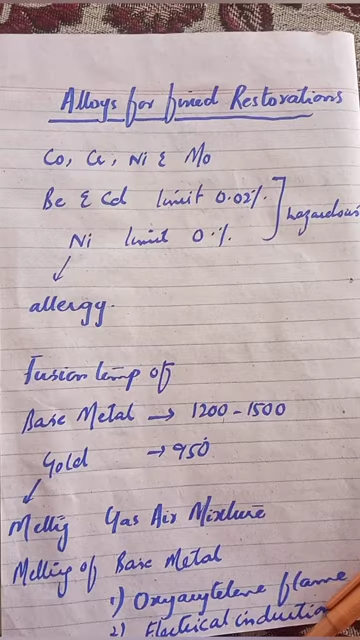 Alloys for fixed Restorations
Co, Cr, Ni & Mo
Be & Cd limit 0.02%
hazardous
Ni limit 0%
allergy.
Fusion temp of
Base Metal → 1200 - 1500
Gold → 950
Melting Gas Air Mixture
Melting of Base Metal
1) Oxyacytelene flame
2) Electrical induction